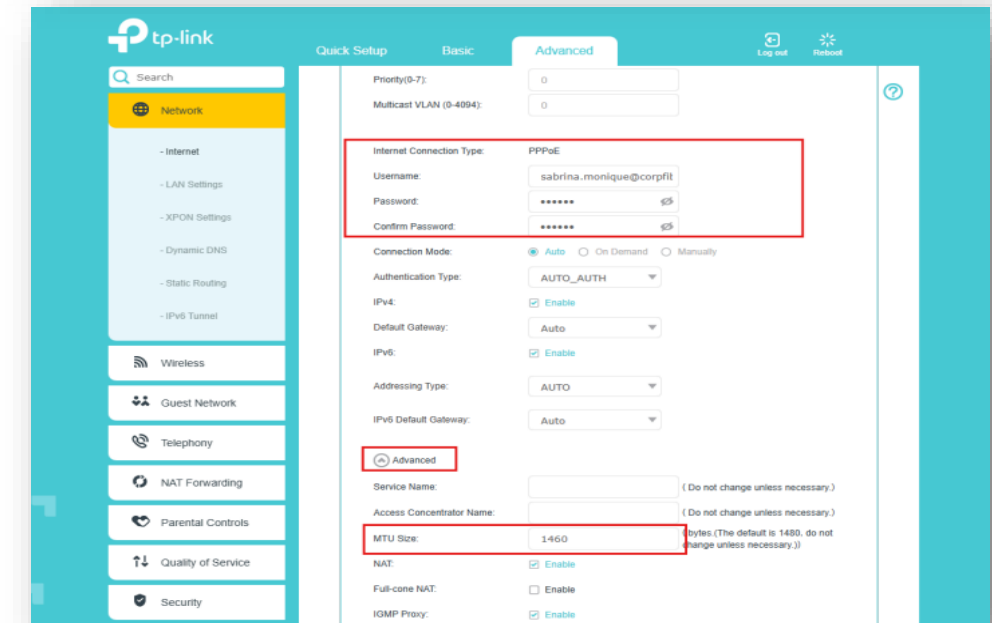 tp-link
Quick Setup Basic Advanced Log out Reboot
Search
Network
- Internet
- LAN Settings
- XPON Settings
- Dynamic DNS
- Static Routing
- IPv6 Tunnel
Wireless
Guest Network
Telephony
NAT Forwarding
Parental Controls
Quality of Service
Security
Priority(0-7): 0
Multicast VLAN (0-4094): 0
Internet Connection Type: PPPoE
Username: sabrina.monique@corpfit
Password: ••••••
Confirm Password: ••••••
Connection Mode: Auto On Demand Manually
Authentication Type: AUTO_AUTH
IPv4: Enable
Default Gateway: Auto
IPv6: Enable
Addressing Type: AUTO
IPv6 Default Gateway: Auto
Advanced
Service Name: ( Do not change unless necessary.)
Access Concentrator Name: ( Do not change unless necessary.)
MTU Size: 1460 bytes.(The default is 1480, do not
change unless necessary.))
NAT: Enable
Full-cone NAT: Enable
IGMP Proxy: Enable